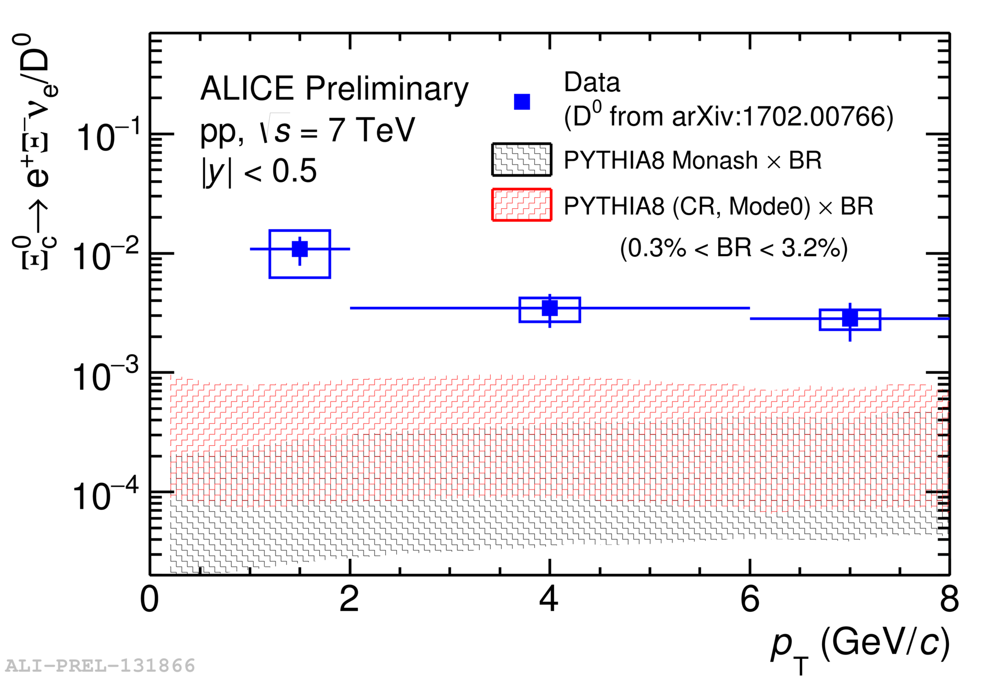 Ξc0→ e+Ξ−νe/D0
ALICE Preliminary
pp, √s = 7 TeV
|y| < 0.5
Data
(D0 from arXiv:1702.00766)
PYTHIA8 Monash × BR
PYTHIA8 (CR, Mode0) × BR
(0.3% < BR < 3.2%)
10−1
10−2
10−3
10−4
0 2 4 6 8
pT (GeV/c)
ALI-PREL-131866